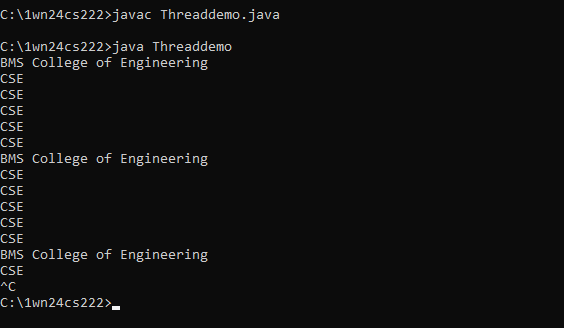 C:\1wn24cs222>javac Threaddemo.java
C:\1wn24cs222>java Threaddemo
BMS College of Engineering
CSE
CSE
CSE
CSE
CSE
BMS College of Engineering
CSE
CSE
CSE
CSE
CSE
BMS College of Engineering
CSE
^C
C:\1wn24cs222>